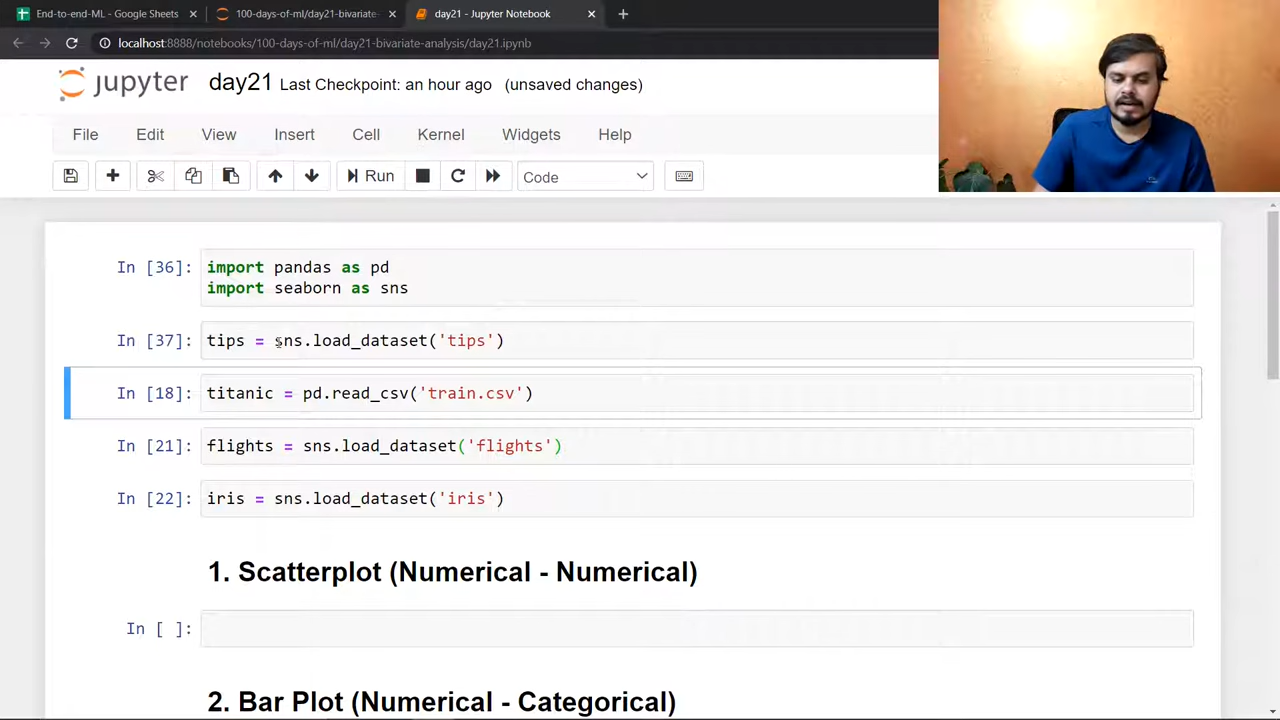 End-to-end-ML - Google Sheets
100-days-of-ml/day21-bivariate-
day21 - Jupyter Notebook
localhost:8888/notebooks/100-days-of-ml/day21-bivariate-analysis/day21.ipynb
jupyter day21 Last Checkpoint: an hour ago (unsaved changes)
File Edit View Insert Cell Kernel Widgets Help
Run Code
In [36]: import pandas as pd
import seaborn as sns
In [37]: tips = sns.load_dataset('tips')
In [18]: titanic = pd.read_csv('train.csv')
In [21]: flights = sns.load_dataset('flights')
In [22]: iris = sns.load_dataset('iris')
1. Scatterplot (Numerical - Numerical)
In [ ]:
2. Bar Plot (Numerical - Categorical)